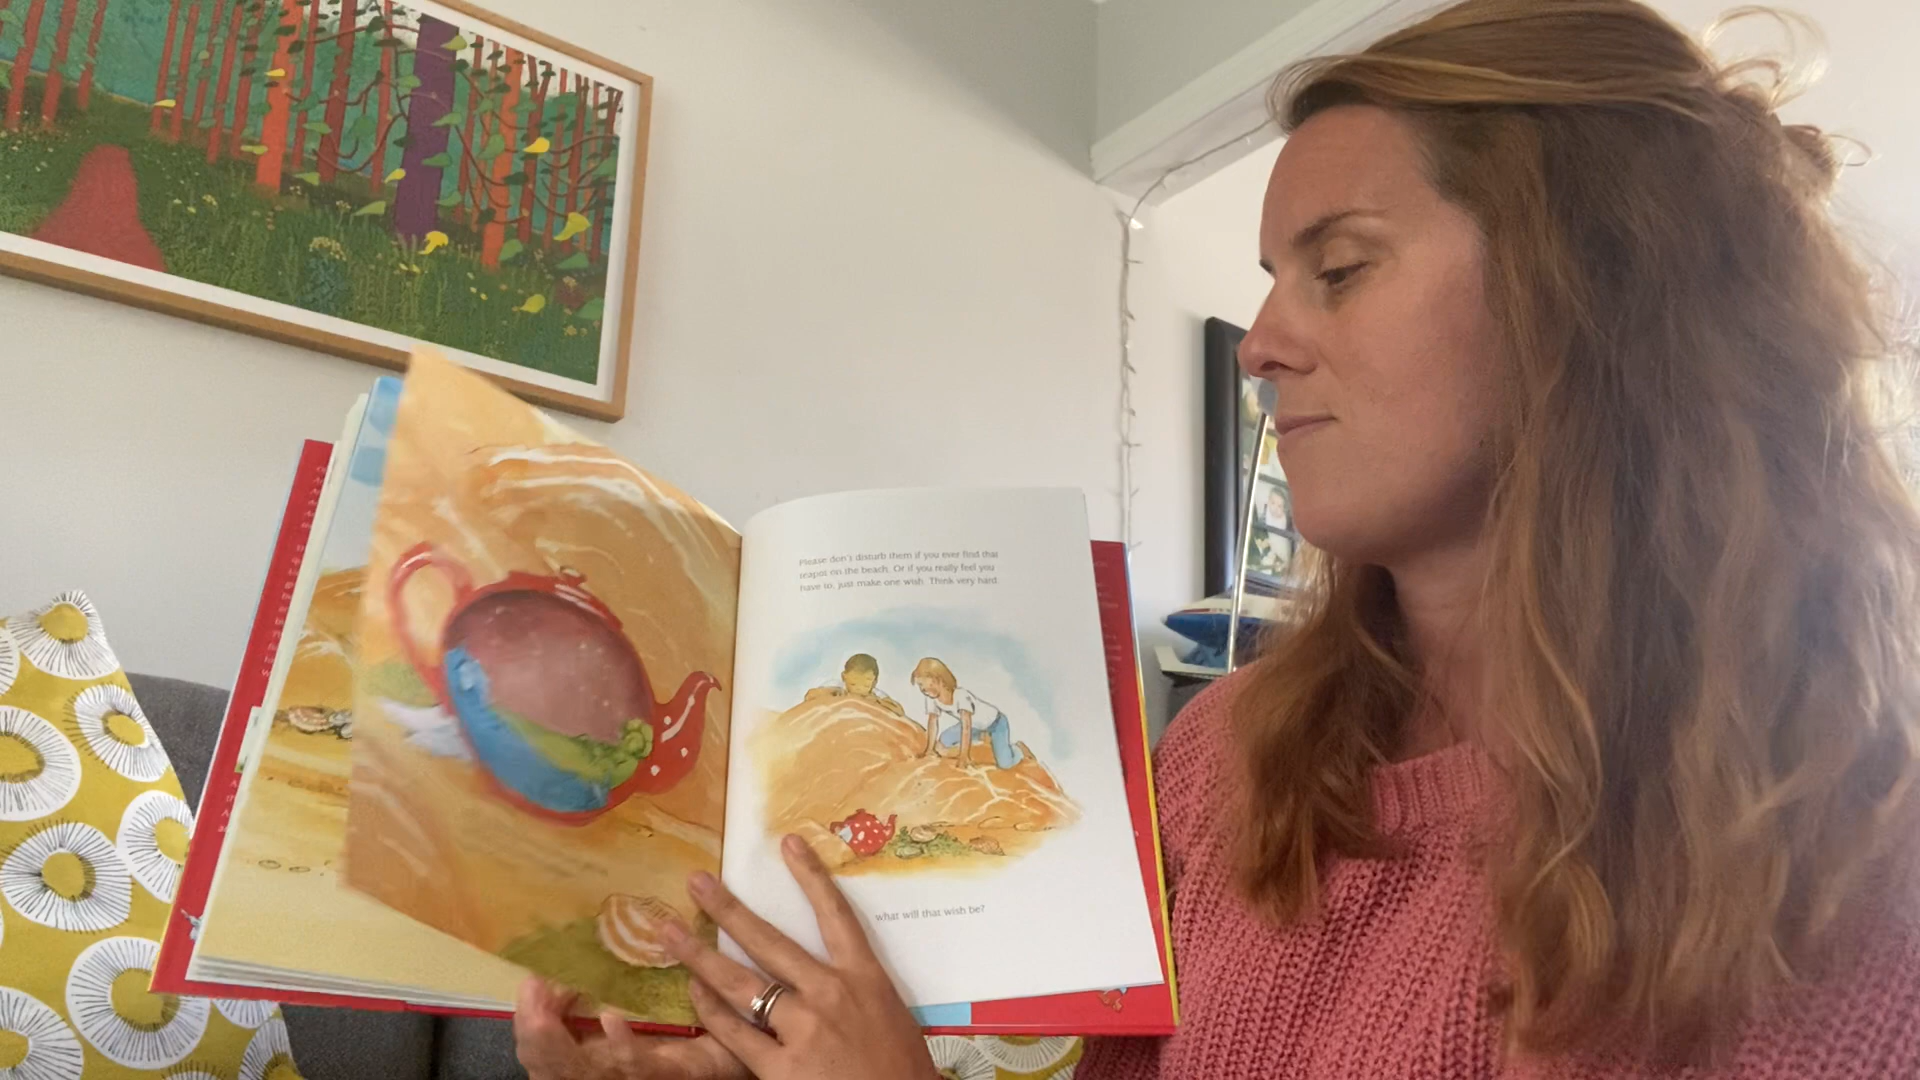 Please don't disturb them if you ever find that
teapot on the beach. Or if you really feel you
have to, just make one wish. Think very hard.
what will that wish be?